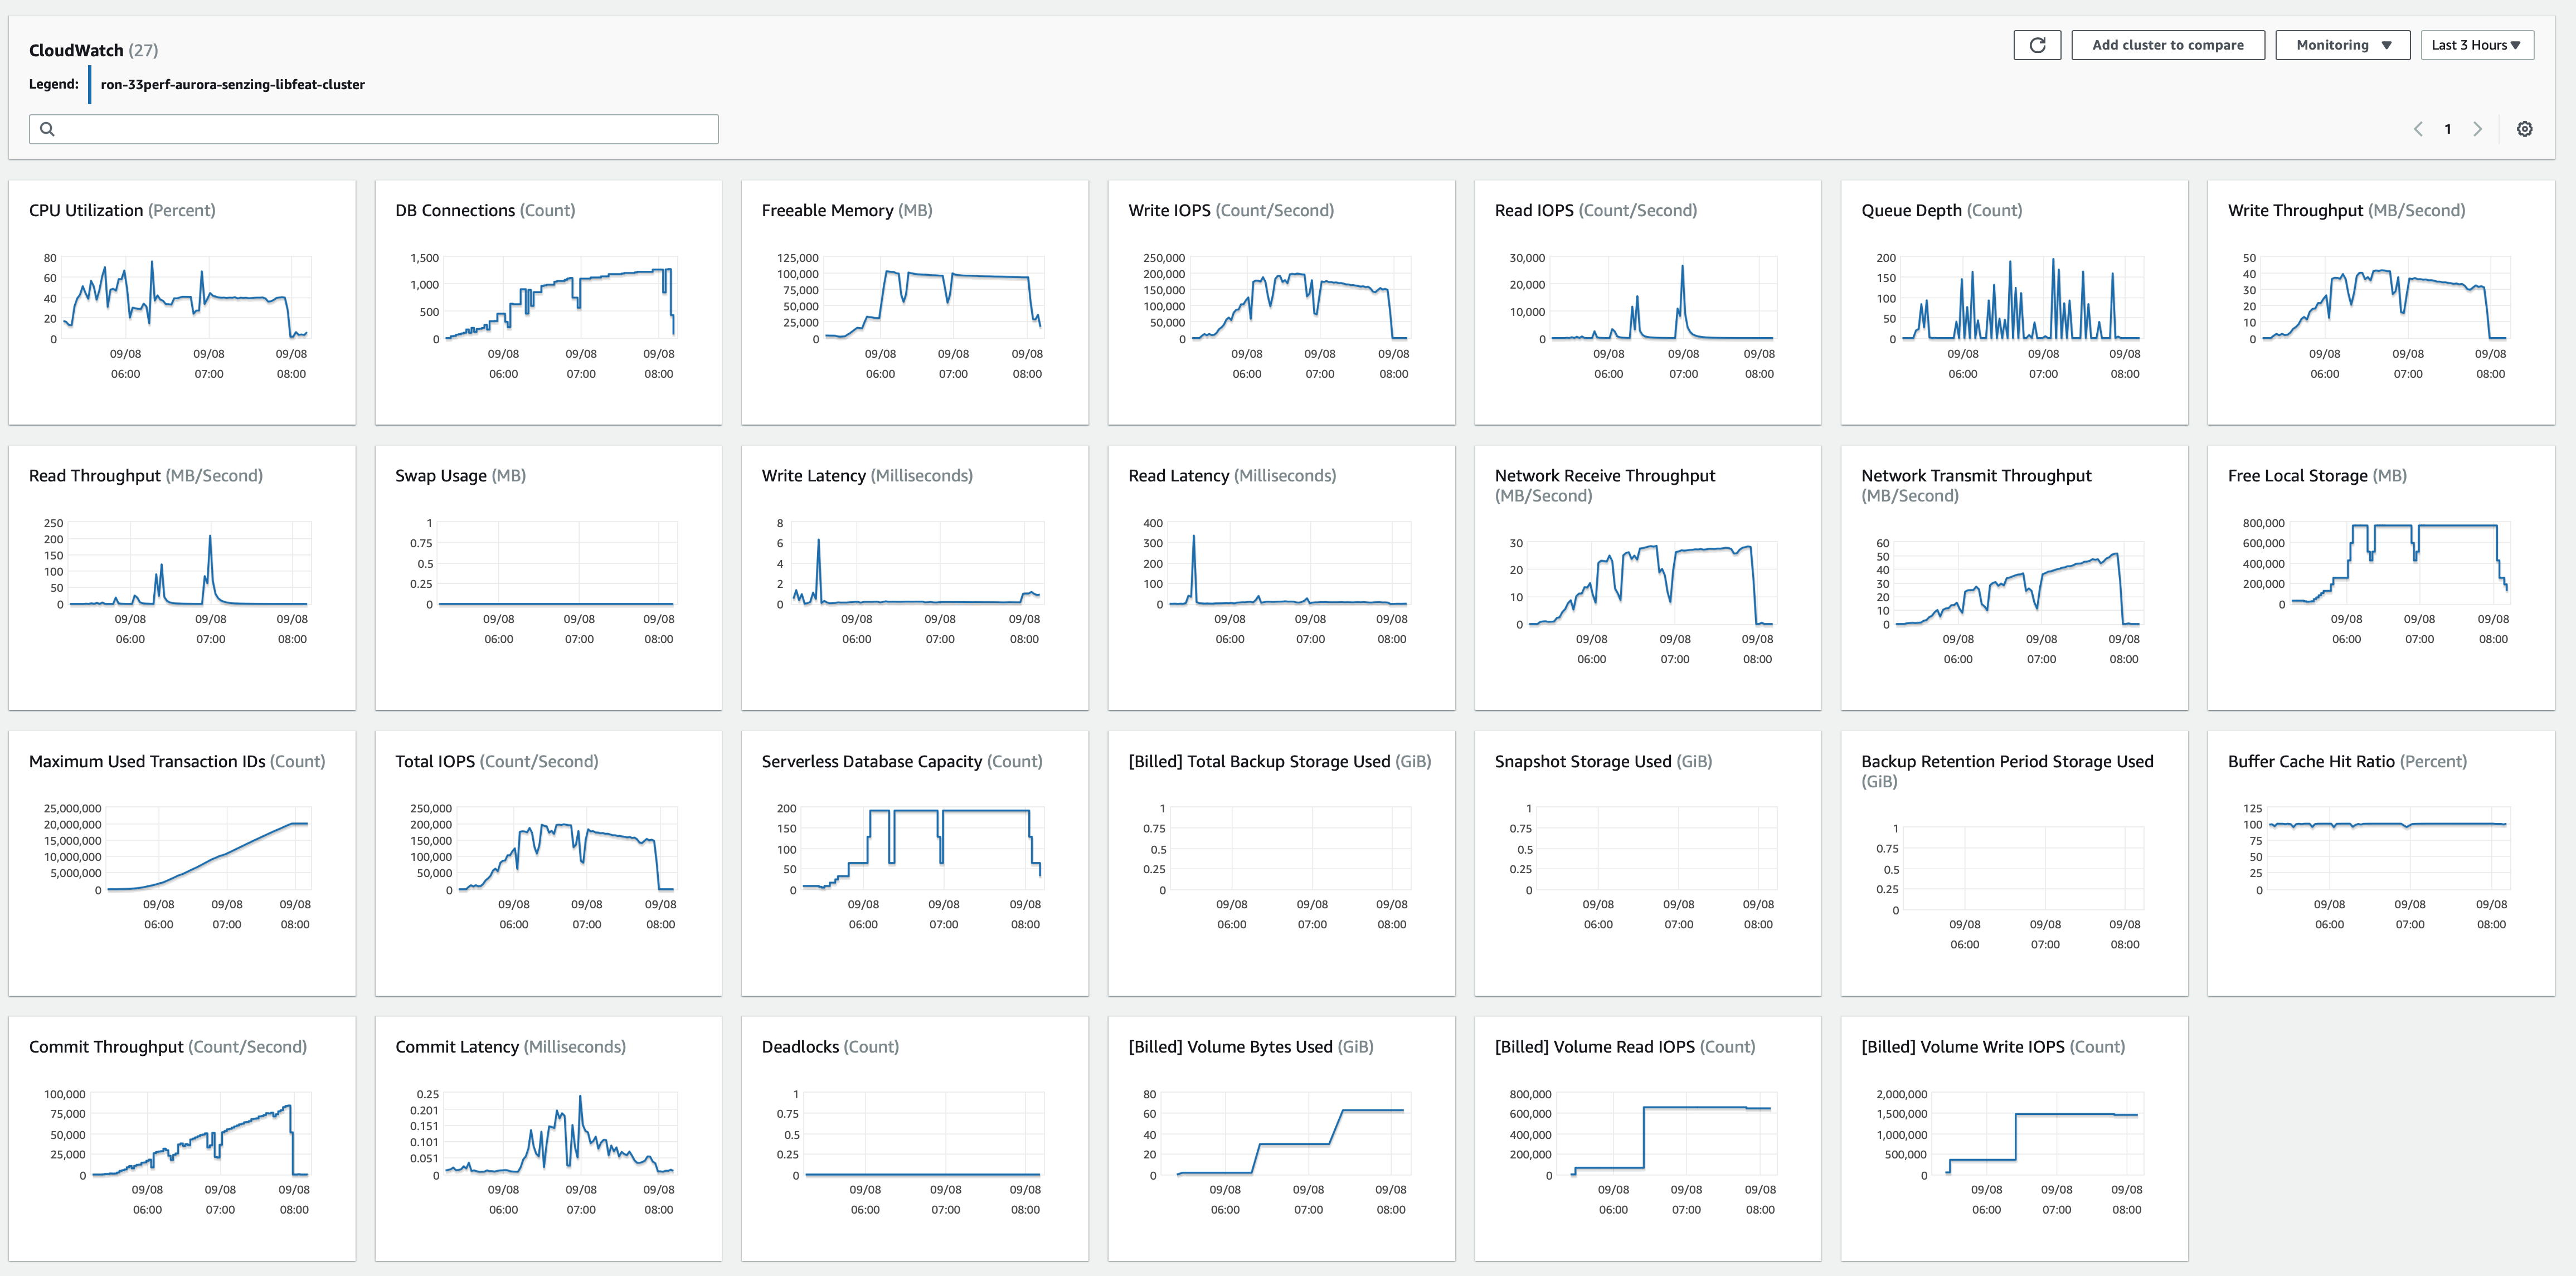 CloudWatch (27)
Add cluster to compare
Monitoring
Last 3 Hours
Legend:
ron-33perf-aurora-senzing-libfeat-cluster
1
CPU Utilization (Percent)
80
60
40
20
0
09/08 09/08 09/08
06:00 07:00 08:00
DB Connections (Count)
1,500
1,000
500
0
09/08 09/08 09/08
06:00 07:00 08:00
Freeable Memory (MB)
125,000
100,000
75,000
50,000
25,000
0
09/08 09/08 09/08
06:00 07:00 08:00
Write IOPS (Count/Second)
250,000
200,000
150,000
100,000
50,000
0
09/08 09/08 09/08
06:00 07:00 08:00
Read IOPS (Count/Second)
30,000
20,000
10,000
0
09/08 09/08 09/08
06:00 07:00 08:00
Queue Depth (Count)
200
150
100
50
0
09/08 09/08 09/08
06:00 07:00 08:00
Write Throughput (MB/Second)
50
40
30
20
10
0
09/08 09/08 09/08
06:00 07:00 08:00
Read Throughput (MB/Second)
250
200
150
100
50
0
09/08 09/08 09/08
06:00 07:00 08:00
Swap Usage (MB)
1
0.75
0.5
0.25
0
09/08 09/08 09/08
06:00 07:00 08:00
Write Latency (Milliseconds)
8
6
4
2
0
09/08 09/08 09/08
06:00 07:00 08:00
Read Latency (Milliseconds)
400
300
200
100
0
09/08 09/08 09/08
06:00 07:00 08:00
Network Receive Throughput
(MB/Second)
30
20
10
0
09/08 09/08 09/08
06:00 07:00 08:00
Network Transmit Throughput
(MB/Second)
60
50
40
30
20
10
0
09/08 09/08 09/08
06:00 07:00 08:00
Free Local Storage (MB)
800,000
600,000
400,000
200,000
0
09/08 09/08 09/08
06:00 07:00 08:00
Maximum Used Transaction IDs (Count)
25,000,000
20,000,000
15,000,000
10,000,000
5,000,000
0
09/08 09/08 09/08
06:00 07:00 08:00
Total IOPS (Count/Second)
250,000
200,000
150,000
100,000
50,000
0
09/08 09/08 09/08
06:00 07:00 08:00
Serverless Database Capacity (Count)
200
150
100
50
0
09/08 09/08 09/08
06:00 07:00 08:00
[Billed] Total Backup Storage Used (GiB)
1
0.75
0.5
0.25
0
09/08 09/08 09/08
06:00 07:00 08:00
Snapshot Storage Used (GiB)
1
0.75
0.5
0.25
0
09/08 09/08 09/08
06:00 07:00 08:00
Backup Retention Period Storage Used
(GiB)
1
0.75
0.5
0.25
0
09/08 09/08 09/08
06:00 07:00 08:00
Buffer Cache Hit Ratio (Percent)
125
100
75
50
25
0
09/08 09/08 09/08
06:00 07:00 08:00
Commit Throughput (Count/Second)
100,000
75,000
50,000
25,000
0
09/08 09/08 09/08
06:00 07:00 08:00
Commit Latency (Milliseconds)
0.25
0.201
0.151
0.101
0.051
0
09/08 09/08 09/08
06:00 07:00 08:00
Deadlocks (Count)
1
0.75
0.5
0.25
0
09/08 09/08 09/08
06:00 07:00 08:00
[Billed] Volume Bytes Used (GiB)
80
60
40
20
0
09/08 09/08 09/08
06:00 07:00 08:00
[Billed] Volume Read IOPS (Count)
800,000
600,000
400,000
200,000
0
09/08 09/08 09/08
06:00 07:00 08:00
[Billed] Volume Write IOPS (Count)
2,000,000
1,500,000
1,000,000
500,000
0
09/08 09/08 09/08
06:00 07:00 08:00